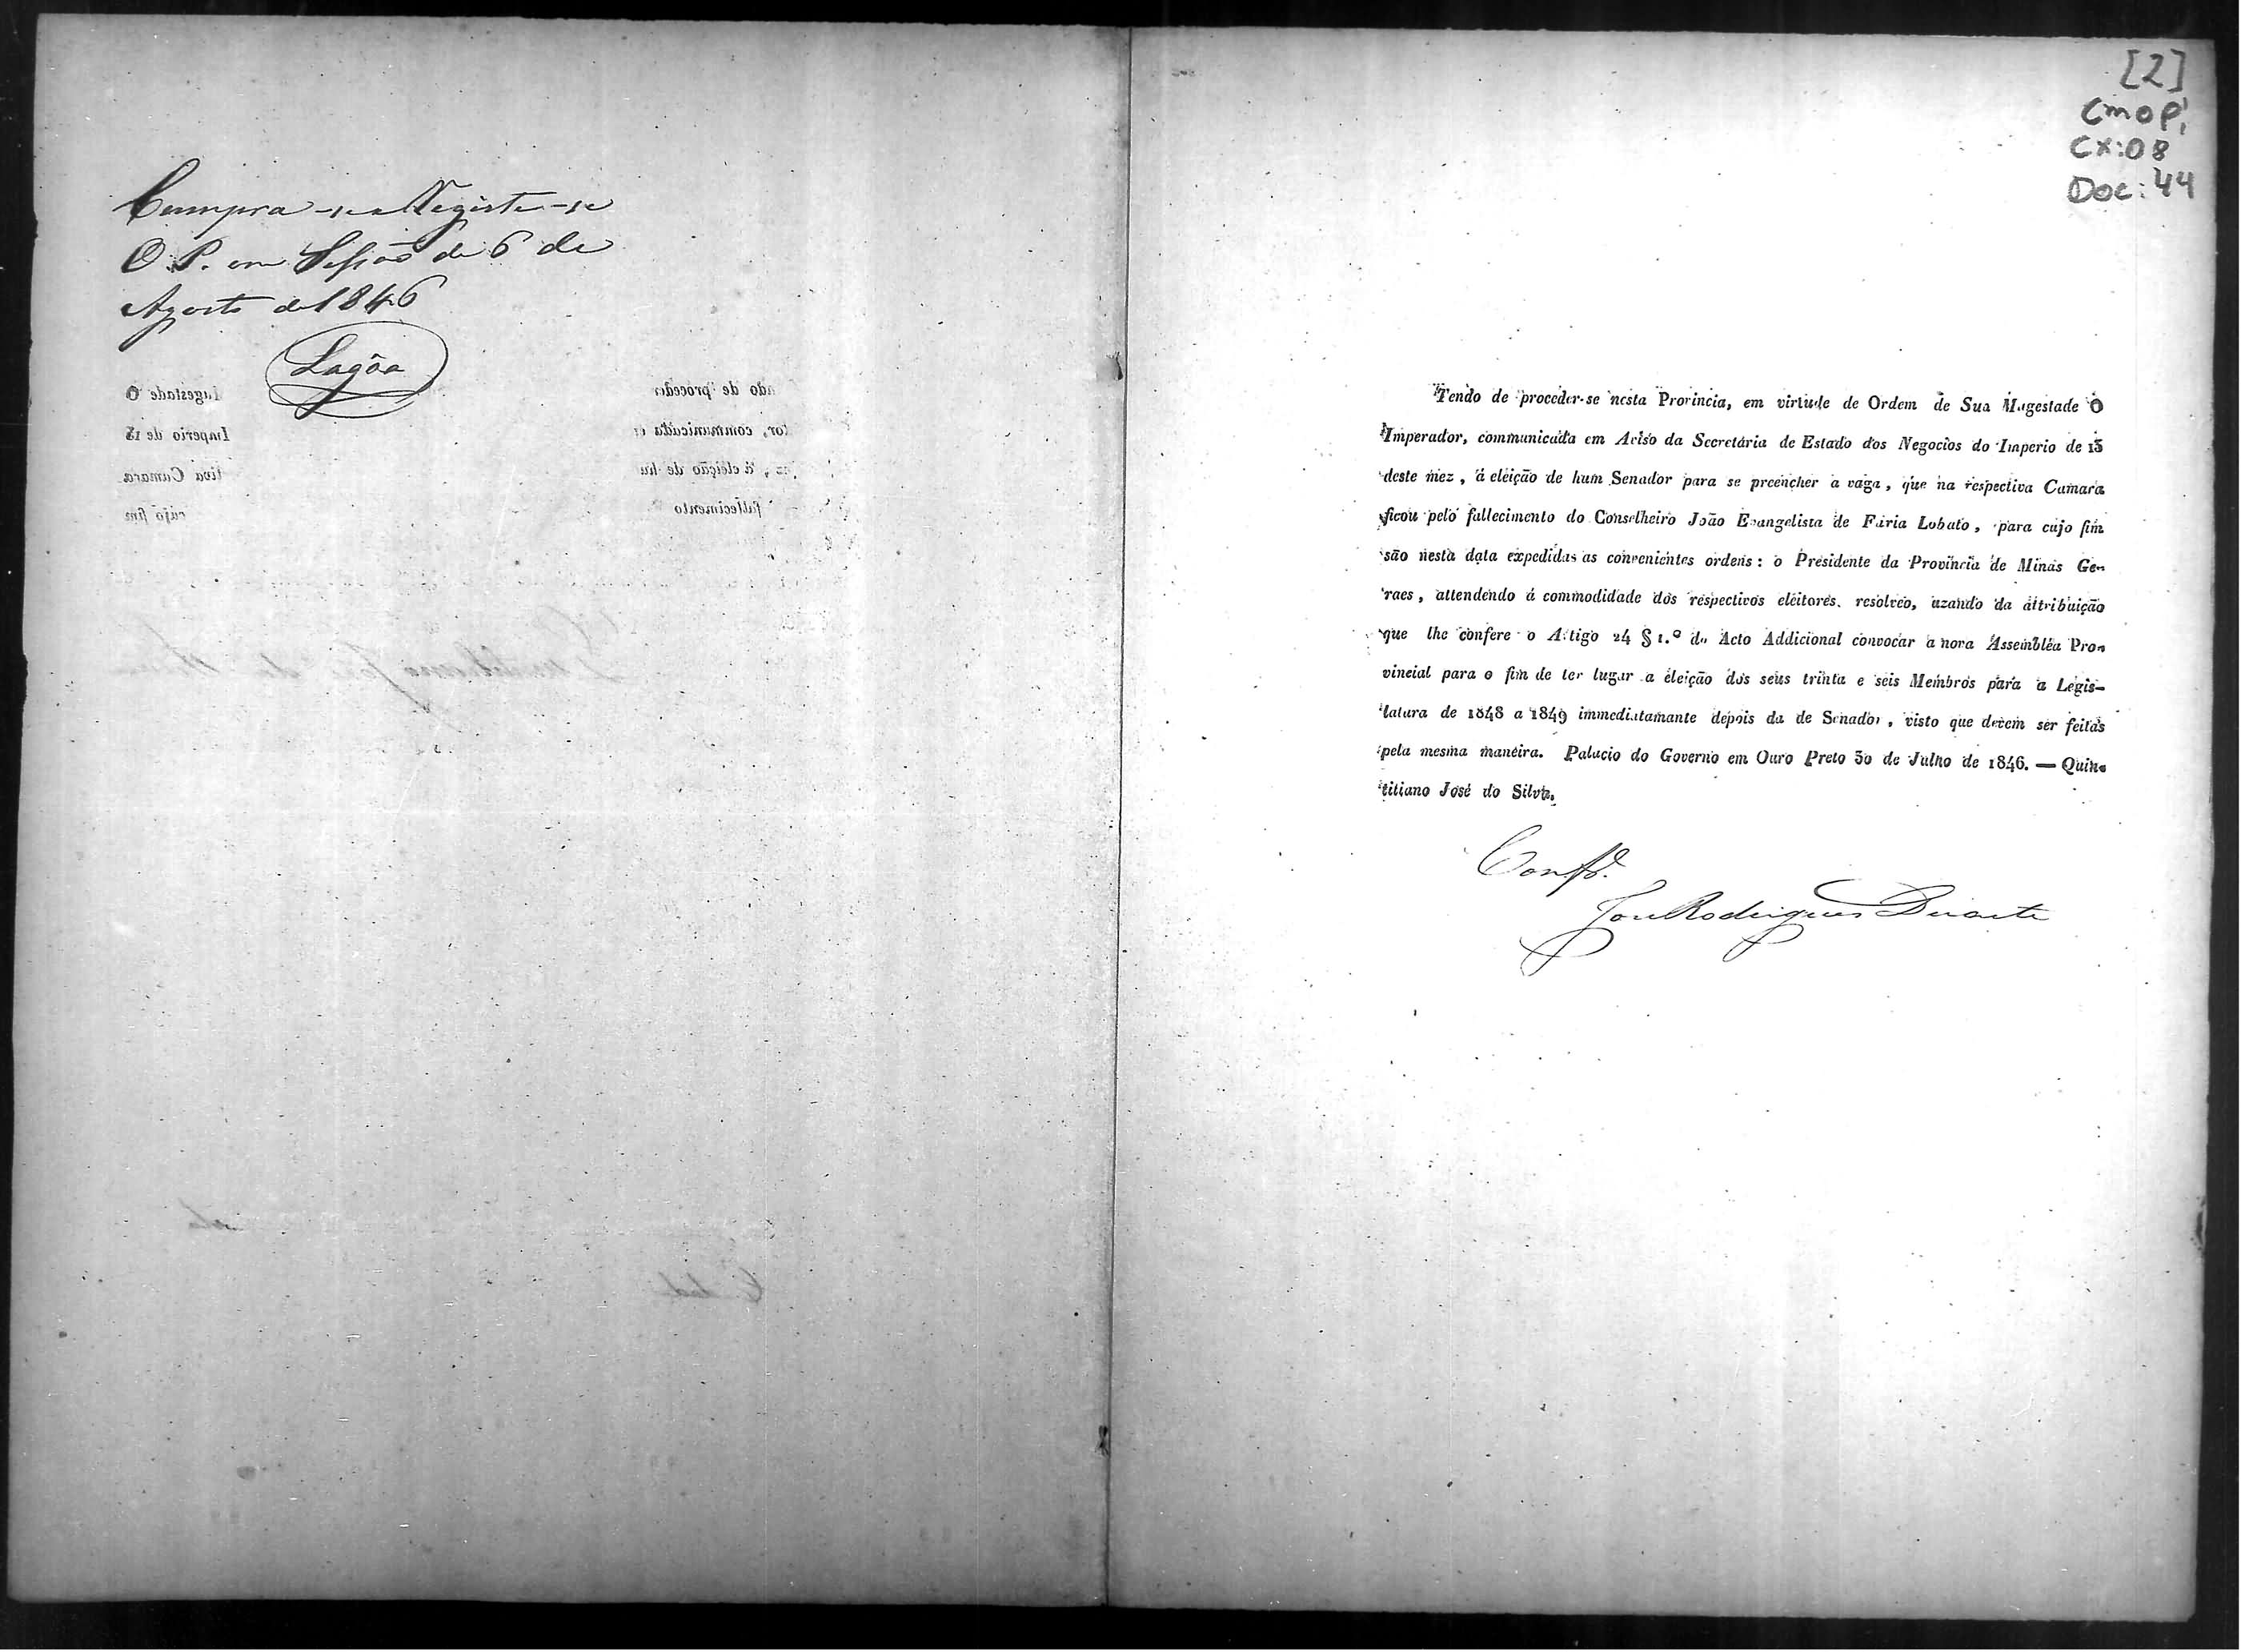 Cumpra-se e Registe-se
O. P. em Sessão de 6 de
Agosto de 1846
Lagôa
[2]
CMOP,
CX:08
Doc: 44
Tendo de proceder-se nesta Provincia, em virtude de Ordem de Sua Magestade O
Imperador, communicada em Aviso da Secretária de Estado dos Negocios do Imperio de 13
deste mez, á eleição de hum Senador para se preencher a vaga, que na respectiva Camara
ficou pelo fallecimento do Conselheiro João Evangelista de Faria Lobato, para cujo fim
são nesta data expedidas as convenientes ordens: o Presidente da Provincia de Minas Ge-
raes, attendendo á commodidade dos respectivos eleitores, resolveo, uzando da attribuição
que lhe confere o Artigo 24 § 1.º do Acto Addicional convocar a nova Assembléa Pro-
vincial para o fim de ter lugar a eleição dos seus trinta e seis Membros para a Legis-
latura de 1848 a 1849 immediatamante depois da de Senador, visto que devem ser feitas
pela mesma maneira. Palacio do Governo em Ouro Preto 30 de Julho de 1846. — Quin-
tiliano José do Silva.
Conf.e
José Rodrigues Duarte